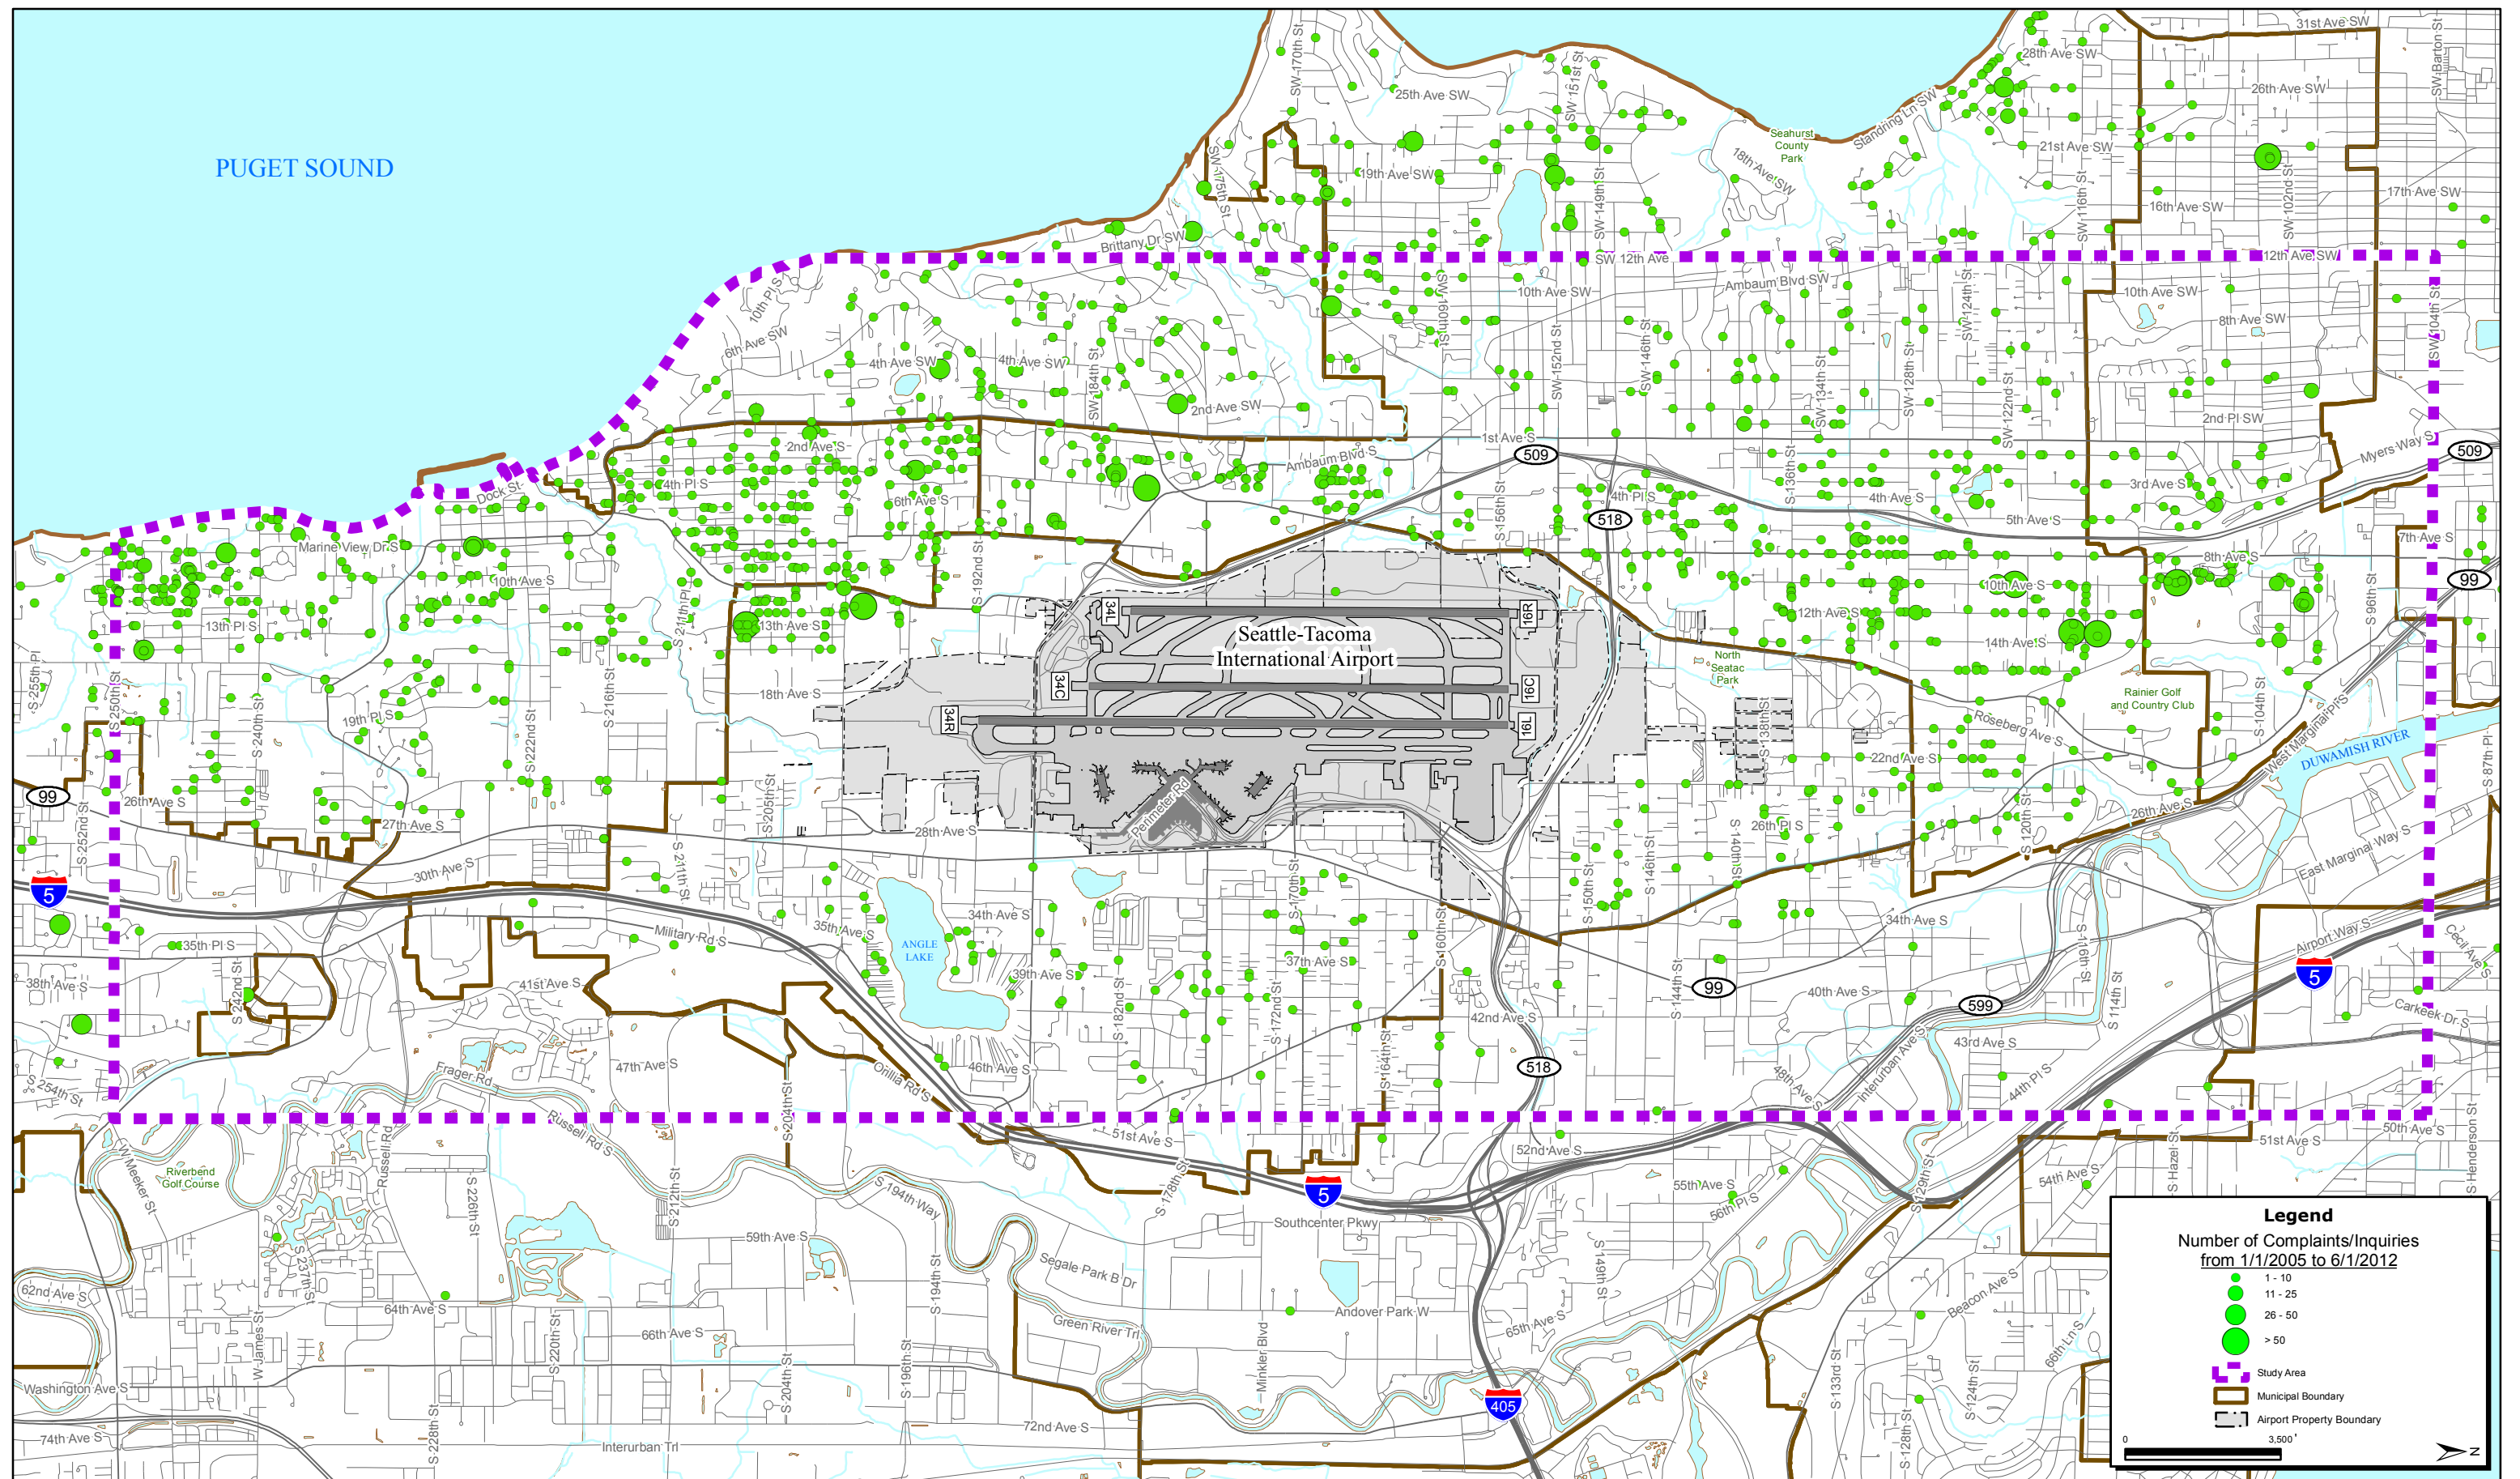 31st Ave SW
SW 170th St
28th Ave SW
SW Barton St
SW 151st St
25th Ave SW
26th Ave SW
Standring Ln SW
Seahurst
County
Park
21st Ave SW
PUGET SOUND
SW 175th St
19th Ave SW
18th Ave SW
SW 149th St
SW 116th St
SW 102nd St
17th Ave SW
16th Ave SW
Brittany Dr SW
SW 12th Ave
12th Ave SW
10th Pl S
SW 160th St
10th Ave SW
Ambaum Blvd SW
SW 124th St
10th Ave SW
SW 104th St
8th Ave SW
6th Ave SW
4th Ave SW
4th Ave SW
SW 184th St
SW 152nd St
SW 146th St
SW 134th St
SW 128th St
SW 122nd St
2nd Ave SW
2nd Pl SW
2nd Ave S
1st Ave S
Ambaum Blvd S
509
Myers Way S
509
Dock St
4th Pl S
6th Ave S
S 156th St
4th Pl S
S 136th St
4th Ave S
3rd Ave S
518
5th Ave S
7th Ave S
Marine View Dr S
S 192nd St
8th Ave S
99
10th Ave S
10th Ave S
S 211th Pl
S 96th St
34L
16R
12th Ave S
13th Pl S
13th Ave S
Seattle-Tacoma
International Airport
14th Ave S
S 255th Pl
S 250th St
34C
16C
North
Seatac
Park
18th Ave S
Rainier Golf
and Country Club
S 240th St
S 216th St
19th Pl S
S 222nd St
34R
16L
S 138th St
Roseberg Ave S
S 104th St
West Marginal Pl S
DUWAMISH RIVER
S 87th Pl
22nd Ave S
99
26th Ave S
S 252nd St
27th Ave S
S 205th St
28th Ave S
Perimeter Rd
S 146th St
S 140th St
26th Pl S
S 120th St
26th Ave S
East Marginal Way S
5
30th Ave S
S 211th St
S 170th St
S 150th St
34th Ave S
34th Ave S
35th Ave S
Military Rd S
35th Pl S
ANGLE
LAKE
S 160th St
37th Ave S
39th Ave S
S 116th St
Airport Way S
Cecil Ave S
5
38th Ave S
S 242nd St
41st Ave S
S 182nd St
S 172nd St
S 144th St
99
40th Ave S
599
S 114th St
Carkeek Dr S
42nd Ave S
43rd Ave S
Interurban Ave S
S 254th St
Frager Rd
47th Ave S
Orillia Rd S
46th Ave S
S 164th St
518
48th Ave S
44th Pl S
S 204th St
Russell Rd S
51st Ave S
52nd Ave S
S Hazel St
51st Ave S
50th Ave S
S Henderson St
W Meeker St
Riverbend
Golf Course
Russell Rd
S 226th St
S 212th St
S 194th Way
S 178th St
5
55th Ave S
56th Pl S
S 129th St
54th Ave S
Southcenter Pkwy
59th Ave S
S 237th St
Segale Park B Dr
S 149th St
62nd Ave S
64th Ave S
S 194th St
Andover Park W
Beacon Ave S
W James St
S 220th St
66th Ave S
Green River Trl
65th Ave S
66th Ln S
Washington Ave S
S 204th St
S 196th St
Minkler Blvd
405
S 133rd St
S 124th St
74th Ave S
S 228th St
Interurban Trl
72nd Ave S
S 128th St
Legend
Number of Complaints/Inquiries
from 1/1/2005 to 6/1/2012
1 - 10
11 - 25
26 - 50
> 50
Study Area
Municipal Boundary
Airport Property Boundary
0 3,500 '
N